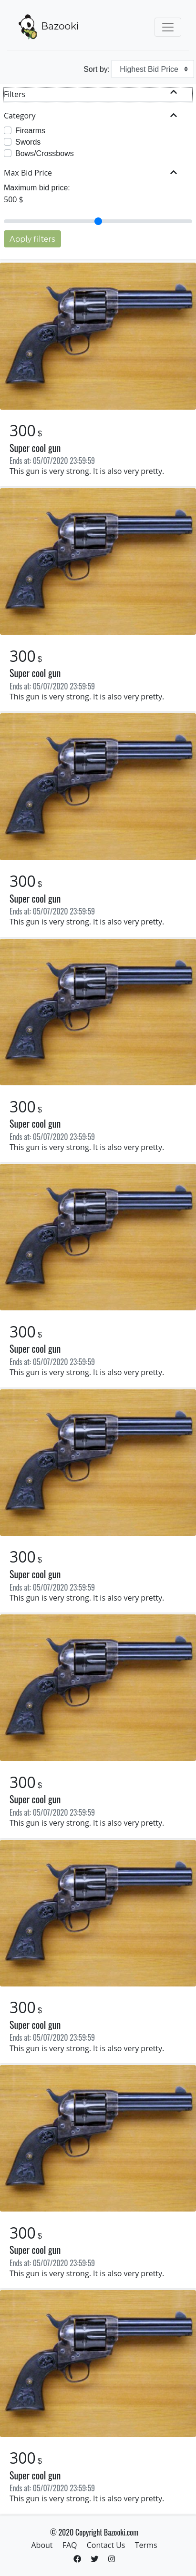 Bazooki
Sort by: Highest Bid Price
Filters
Category
Firearms
Swords
Bows/Crossbows
Max Bid Price
Maximum bid price:
500 $
Apply filters
300 $
Super cool gun
Ends at: 05/07/2020 23:59:59
This gun is very strong. It is also very pretty.
300 $
Super cool gun
Ends at: 05/07/2020 23:59:59
This gun is very strong. It is also very pretty.
300 $
Super cool gun
Ends at: 05/07/2020 23:59:59
This gun is very strong. It is also very pretty.
300 $
Super cool gun
Ends at: 05/07/2020 23:59:59
This gun is very strong. It is also very pretty.
300 $
Super cool gun
Ends at: 05/07/2020 23:59:59
This gun is very strong. It is also very pretty.
300 $
Super cool gun
Ends at: 05/07/2020 23:59:59
This gun is very strong. It is also very pretty.
300 $
Super cool gun
Ends at: 05/07/2020 23:59:59
This gun is very strong. It is also very pretty.
300 $
Super cool gun
Ends at: 05/07/2020 23:59:59
This gun is very strong. It is also very pretty.
300 $
Super cool gun
Ends at: 05/07/2020 23:59:59
This gun is very strong. It is also very pretty.
300 $
Super cool gun
Ends at: 05/07/2020 23:59:59
This gun is very strong. It is also very pretty.
© 2020 Copyright Bazooki.com
About FAQ Contact Us Terms